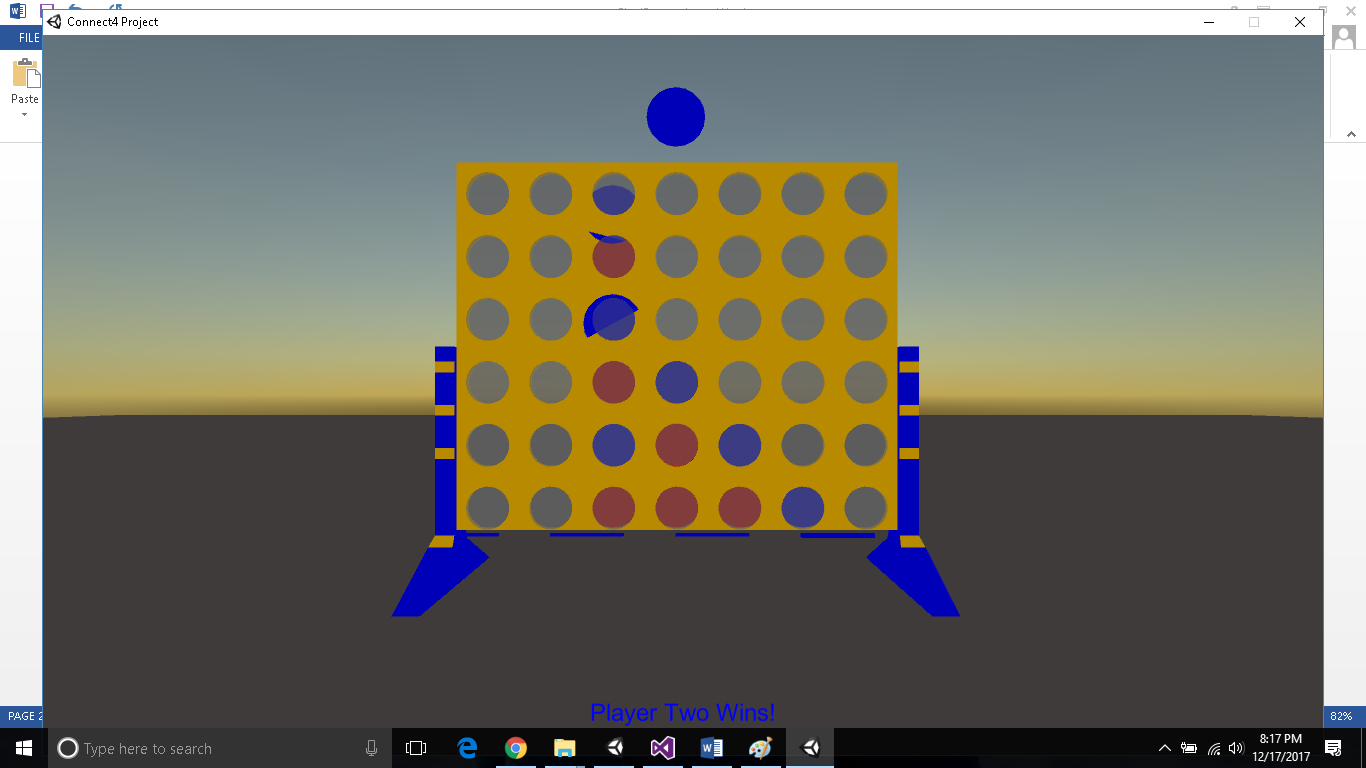 Connect4 Project
FILE
Paste
Player Two Wins!
PAGE 2
82%
Type here to search
8:17 PM
12/17/2017